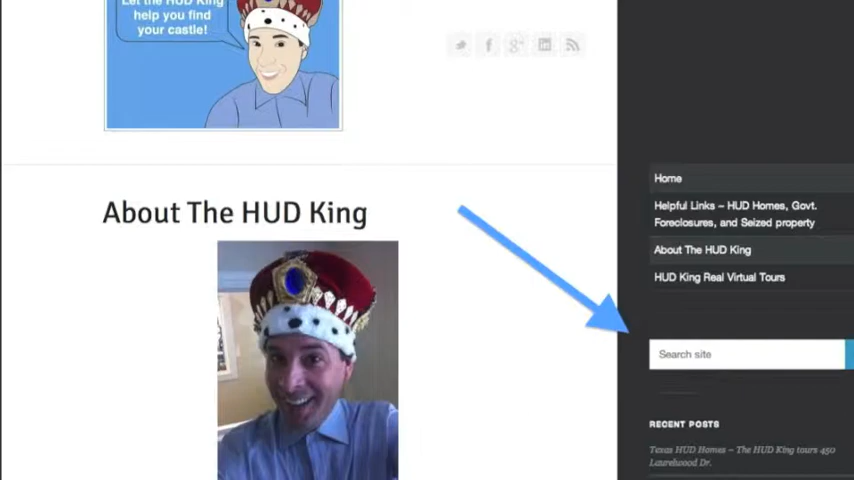 Let the HUD King
help you find
your castle!
About The HUD King
Home
Helpful Links – HUD Homes, Govt.
Foreclosures, and Seized property
About The HUD King
HUD King Real Virtual Tours
Search site
RECENT POSTS
Texas HUD Homes – The HUD King tours 450
Laurelwood Dr.